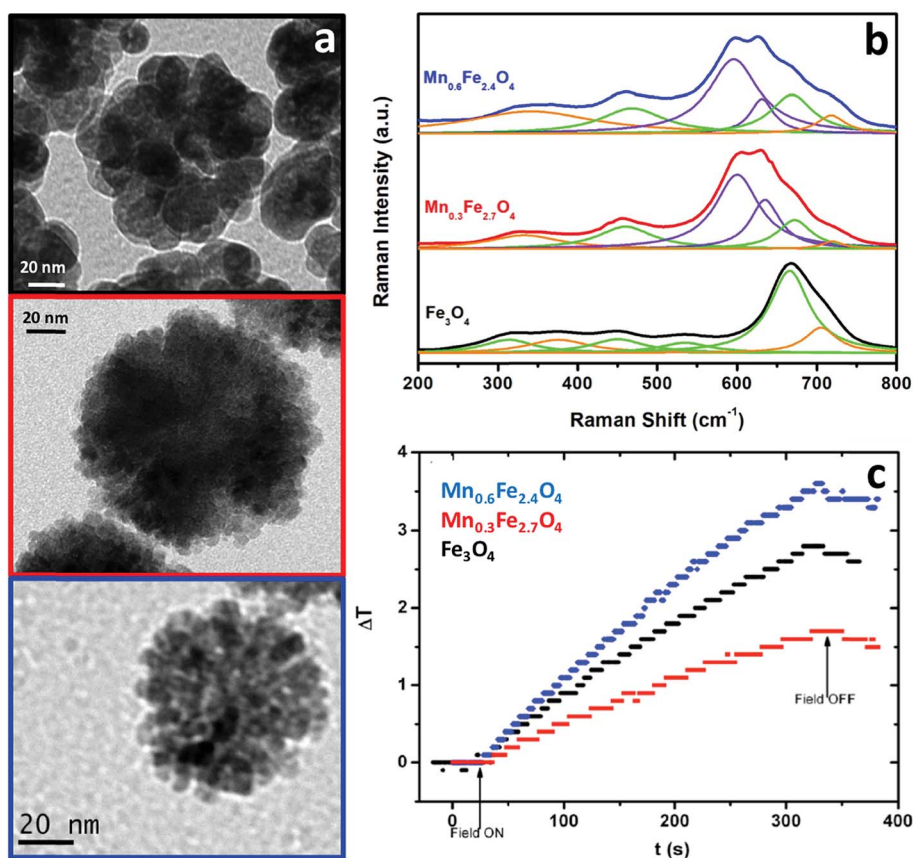 a
20 nm
20 nm
20 nm
b
Mn0.6Fe2.4O4
Mn0.3Fe2.7O4
Fe3O4
Raman Intensity (a.u.)
200 300 400 500 600 700 800
Raman Shift (cm-1)
c
Mn0.6Fe2.4O4
Mn0.3Fe2.7O4
Fe3O4
4
3
2
1
0
ΔT
Field ON
Field OFF
0 100 200 300 400
t (s)